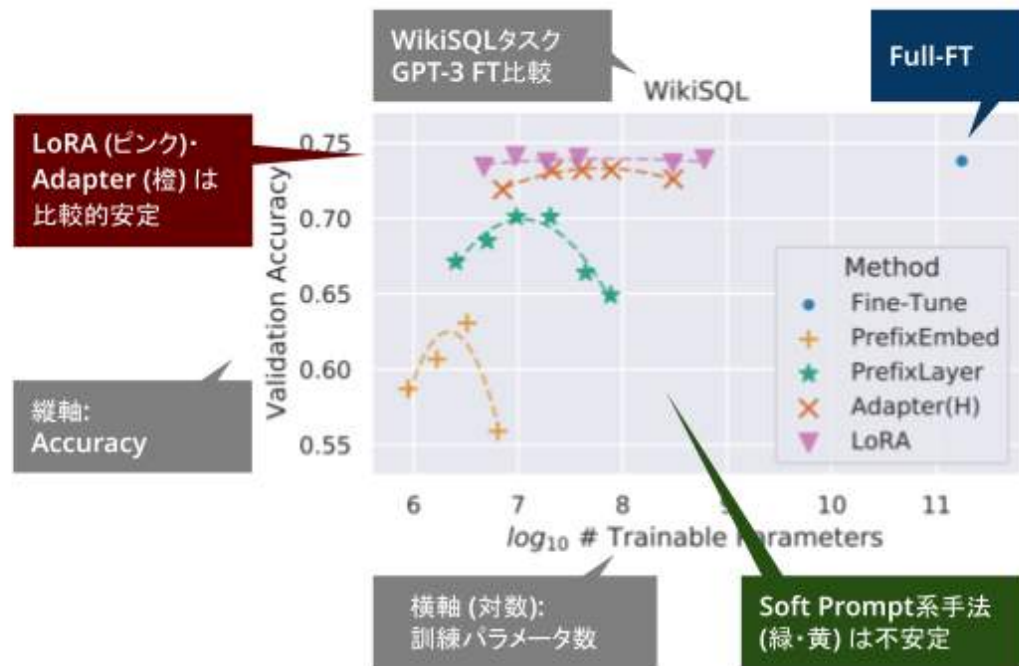 WikiSQLタスク
GPT-3 FT比較
Full-FT
WikiSQL
LoRA (ピンク)・
Adapter (橙) は
比較的安定
Validation Accuracy
0.75
0.70
0.65
0.60
0.55
Method
Fine-Tune
PrefixEmbed
PrefixLayer
Adapter(H)
LoRA
縦軸:
Accuracy
6
7
8
9
10
11
log10 # Trainable Parameters
横軸 (対数):
訓練パラメータ数
Soft Prompt系手法
(緑・黄) は不安定